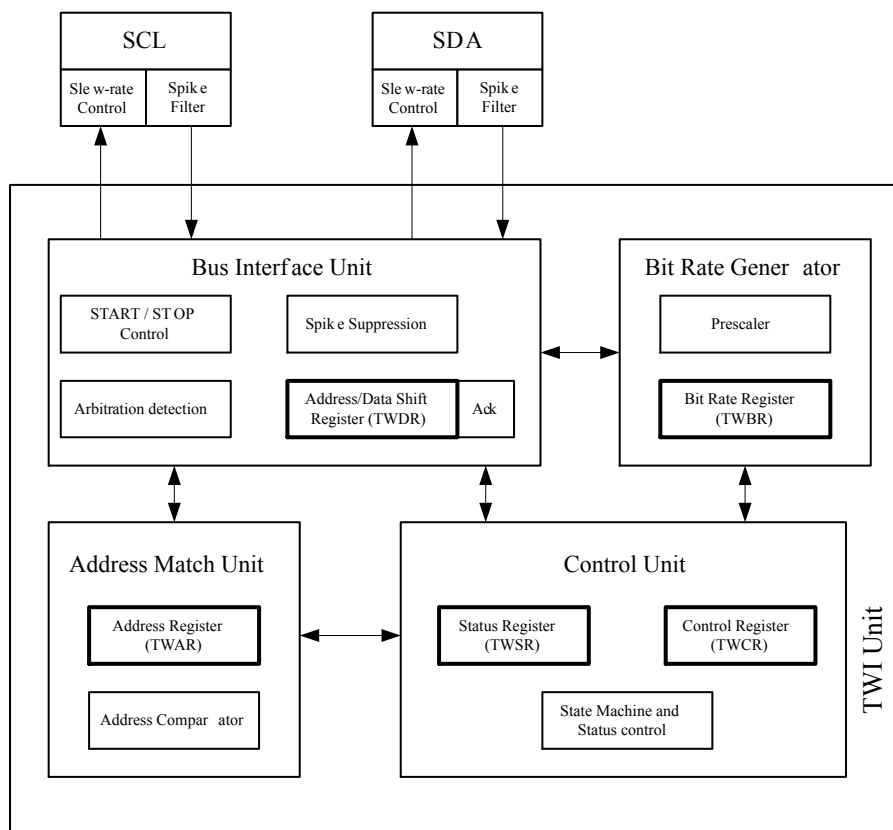 SCL
SDA
Slew-rate
Control
Spike
Filter
Slew-rate
Control
Spike
Filter
Bus Interface Unit
START / STOP
Control
Spike Suppression
Arbitration detection
Address/Data Shift
Register (TWDR)
Ack
Bit Rate Generator
Prescaler
Bit Rate Register
(TWBR)
Address Match Unit
Address Register
(TWAR)
Address Comparator
Control Unit
Status Register
(TWSR)
Control Register
(TWCR)
State Machine and
Status control
TWI Unit